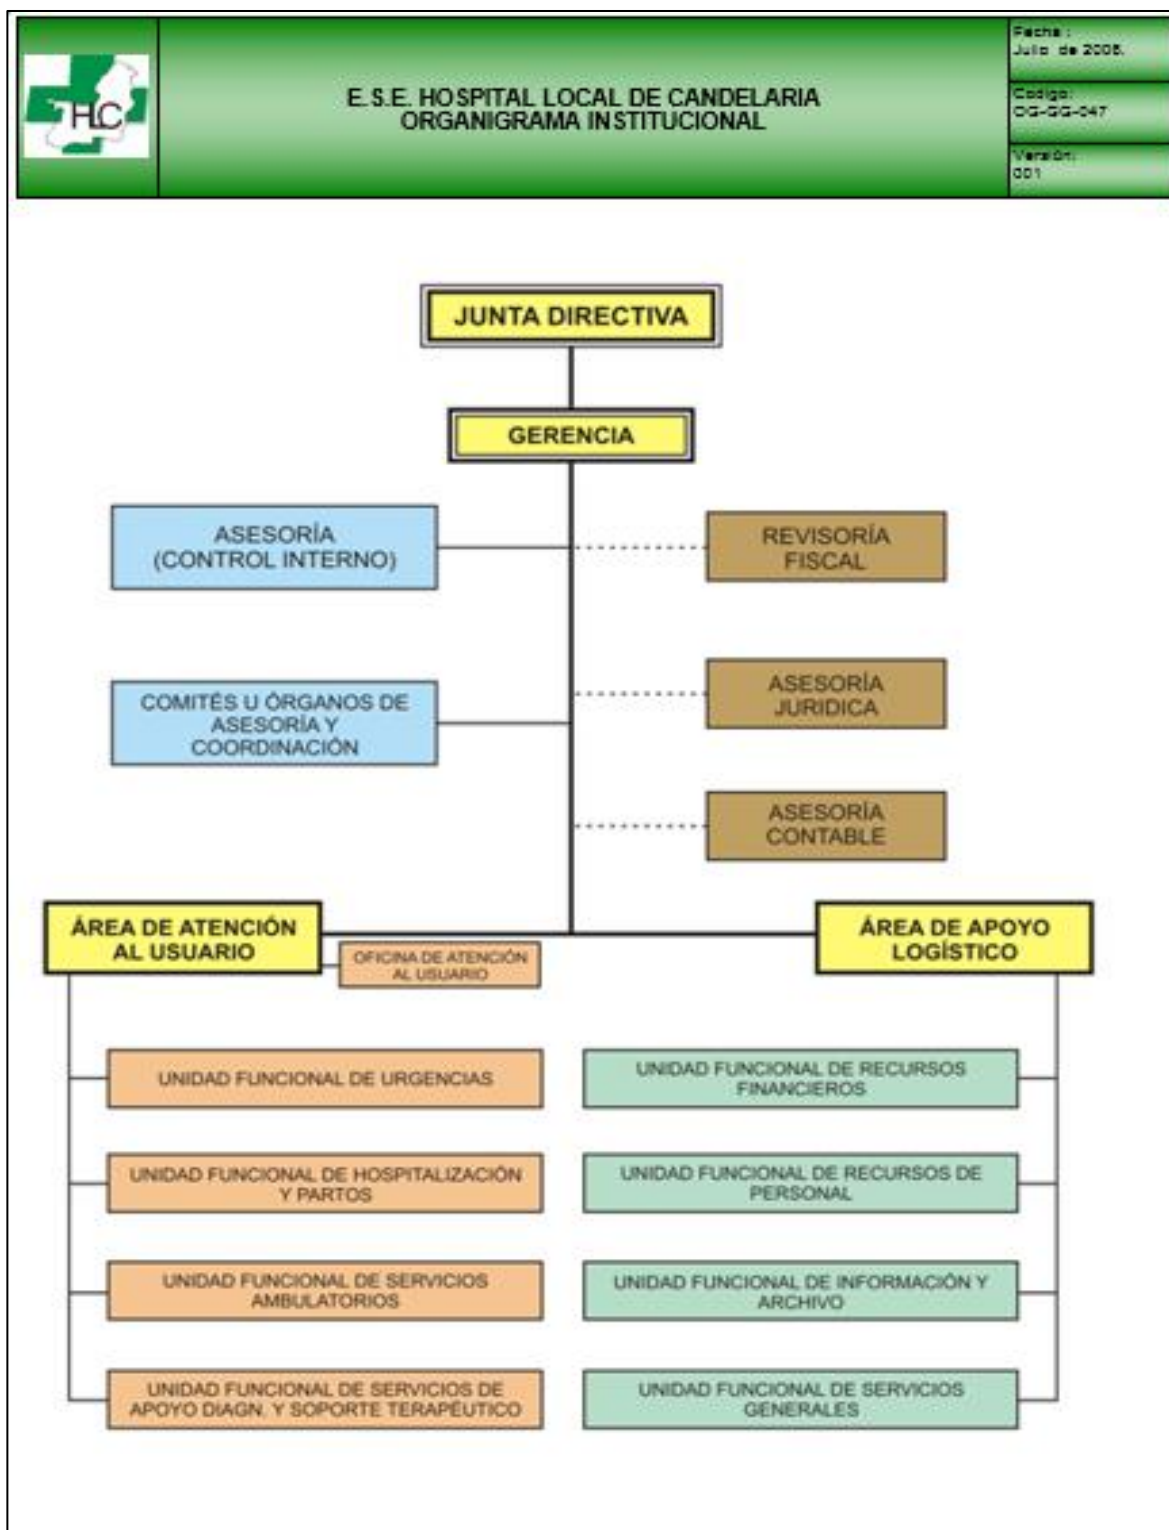 HLC
E.S.E. HOSPITAL LOCAL DE CANDELARIA
ORGANIGRAMA INSTITUCIONAL
Fecha :
Julio de 2008.
Codigo:
OG-GG-047
Versión:
001
JUNTA DIRECTIVA
GERENCIA
ASESORÍA
(CONTROL INTERNO)
REVISORÍA
FISCAL
COMITÉS U ÓRGANOS DE
ASESORÍA Y
COORDINACIÓN
ASESORÍA
JURIDICA
ASESORÍA
CONTABLE
ÁREA DE ATENCIÓN
AL USUARIO
OFICINA DE ATENCIÓN
AL USUARIO
ÁREA DE APOYO
LOGÍSTICO
UNIDAD FUNCIONAL DE URGENCIAS
UNIDAD FUNCIONAL DE HOSPITALIZACIÓN
Y PARTOS
UNIDAD FUNCIONAL DE SERVICIOS
AMBULATORIOS
UNIDAD FUNCIONAL DE SERVICIOS DE
APOYO DIAGN. Y SOPORTE TERAPÉUTICO
UNIDAD FUNCIONAL DE RECURSOS
FINANCIEROS
UNIDAD FUNCIONAL DE RECURSOS DE
PERSONAL
UNIDAD FUNCIONAL DE INFORMACIÓN Y
ARCHIVO
UNIDAD FUNCIONAL DE SERVICIOS
GENERALES